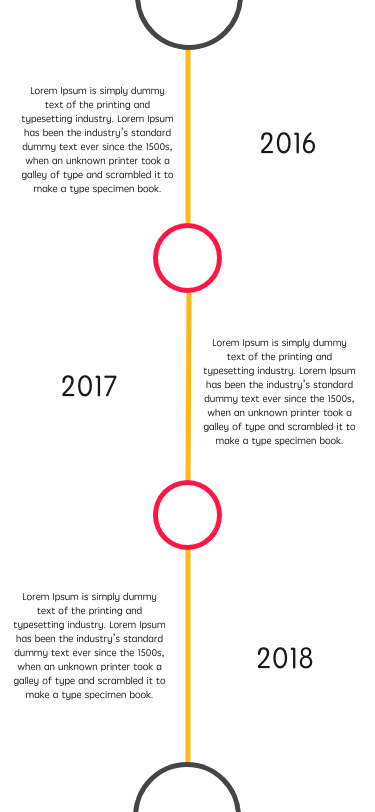 Lorem Ipsum is simply dummy
text of the printing and
typesetting industry. Lorem Ipsum
has been the industry's standard
dummy text ever since the 1500s,
when an unknown printer took a
galley of type and scrambled it to
make a type specimen book.
2016
2017
Lorem Ipsum is simply dummy
text of the printing and
typesetting industry. Lorem Ipsum
has been the industry's standard
dummy text ever since the 1500s,
when an unknown printer took a
galley of type and scrambled it to
make a type specimen book.
Lorem Ipsum is simply dummy
text of the printing and
typesetting industry. Lorem Ipsum
has been the industry's standard
dummy text ever since the 1500s,
when an unknown printer took a
galley of type and scrambled it to
make a type specimen book.
2018